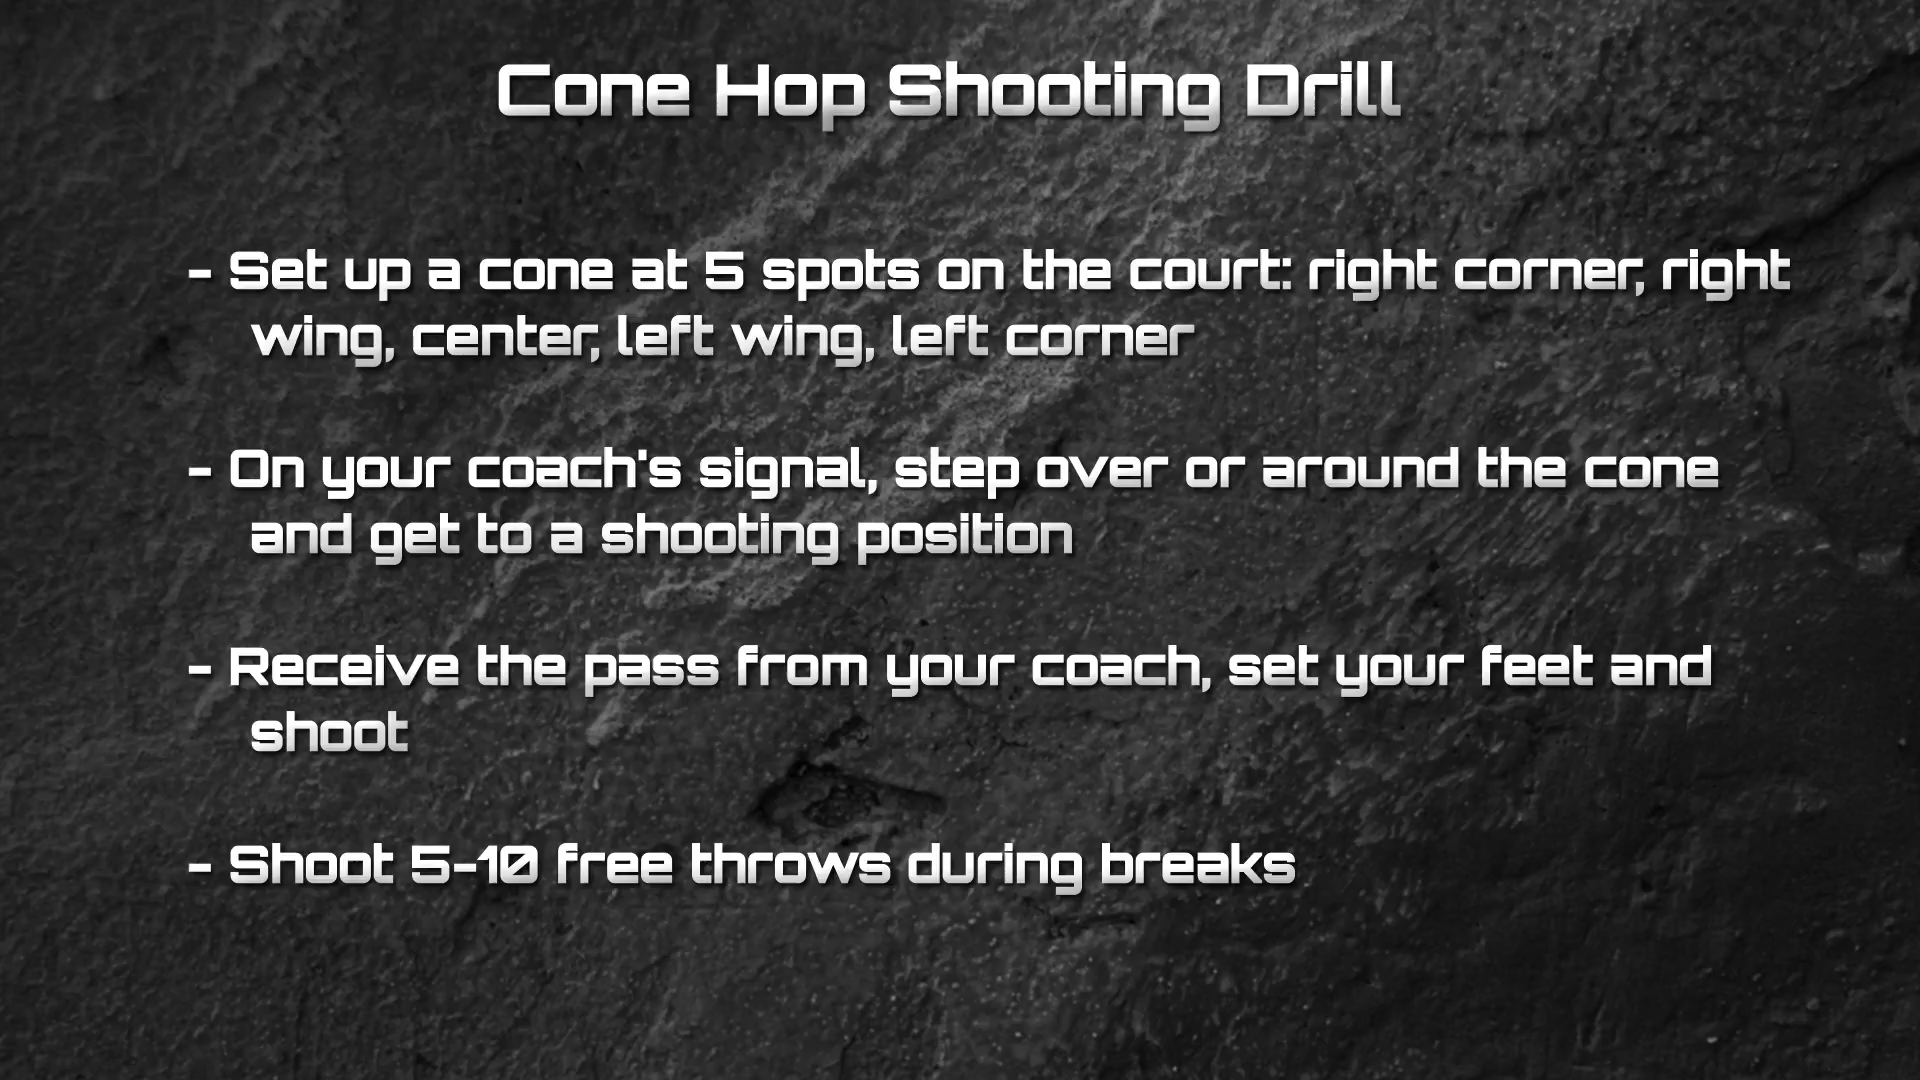 Cone Hop Shooting Drill
- Set up a cone at 5 spots on the court: right corner, right
wing, center, left wing, left corner
- On your coach's signal, step over or around the cone
and get to a shooting position
- Receive the pass from your coach, set your feet and
shoot
- Shoot 5-10 free throws during breaks